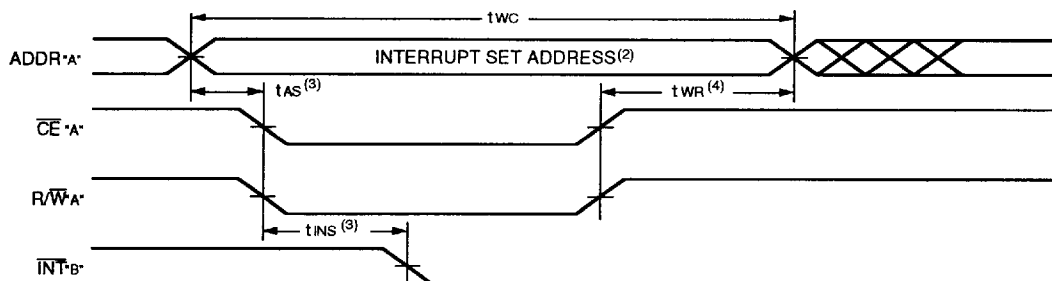 tWC
ADDR"A"
INTERRUPT SET ADDRESS(2)
tAS(3)
tWR(4)
CE"A"
R/W"A"
tINS(3)
INT"B"